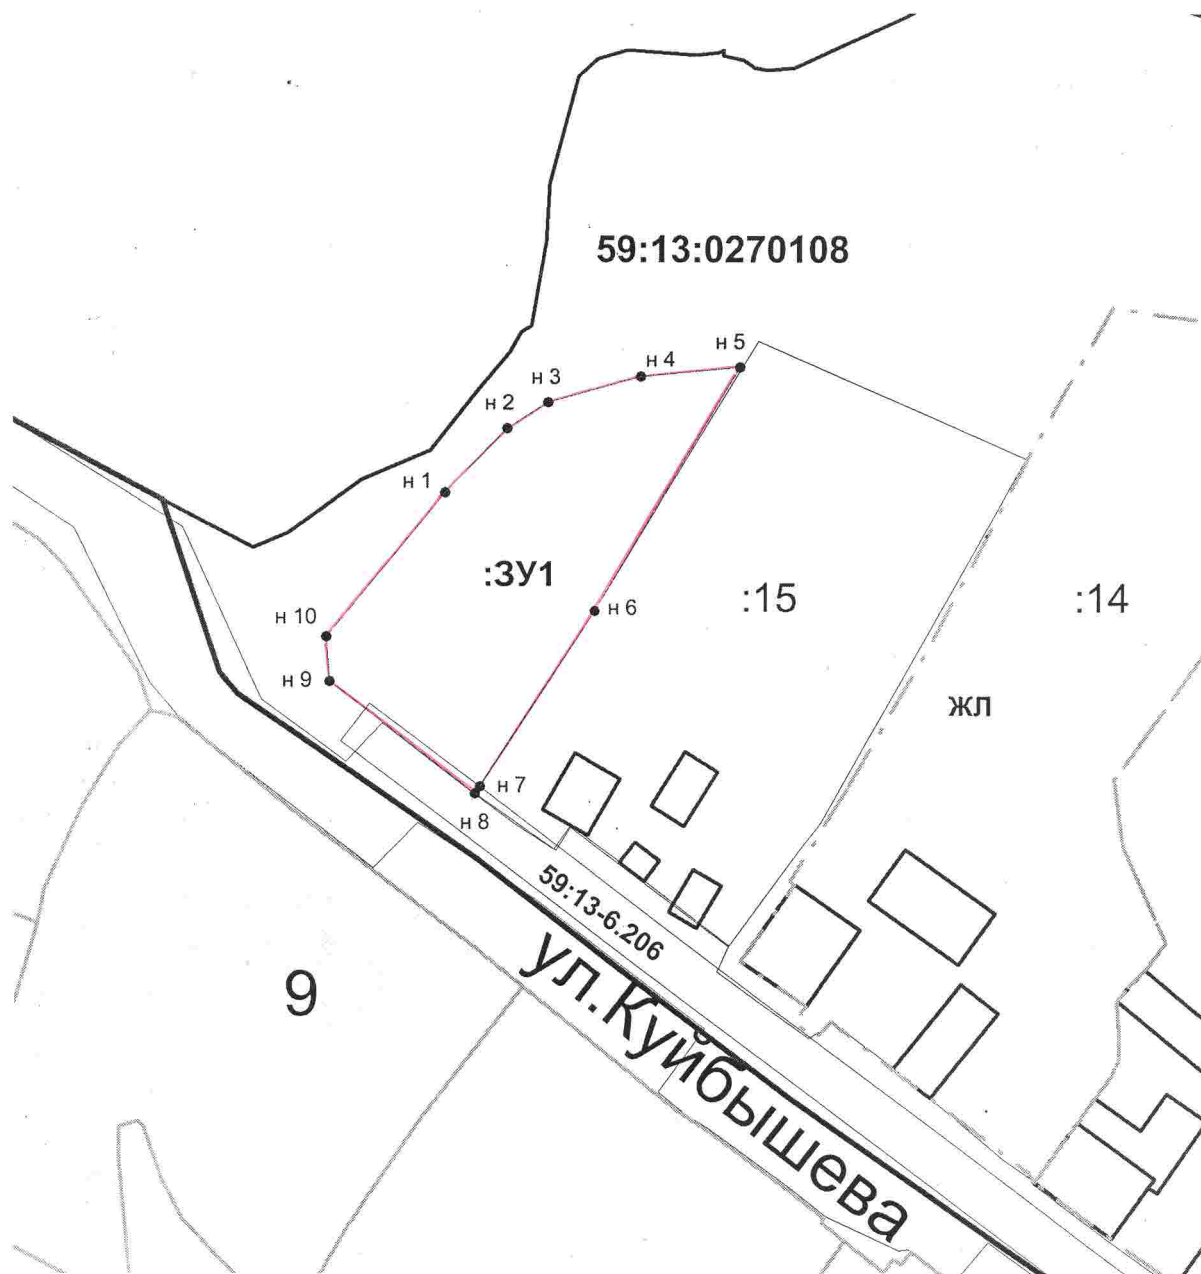 59:13:0270108
н 5
н 4
н 3
н 2
н 1
:ЗУ1
:15
:14
н 6
н 10
н 9
жл
н 7
н 8
59:13-6.206
ул.Куйбышева
9